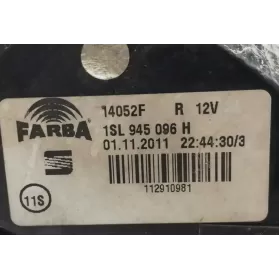 FARBA
14052F R 12V
1SL 945 096 H
01.11.2011 22:44:30/3
11S
112910981